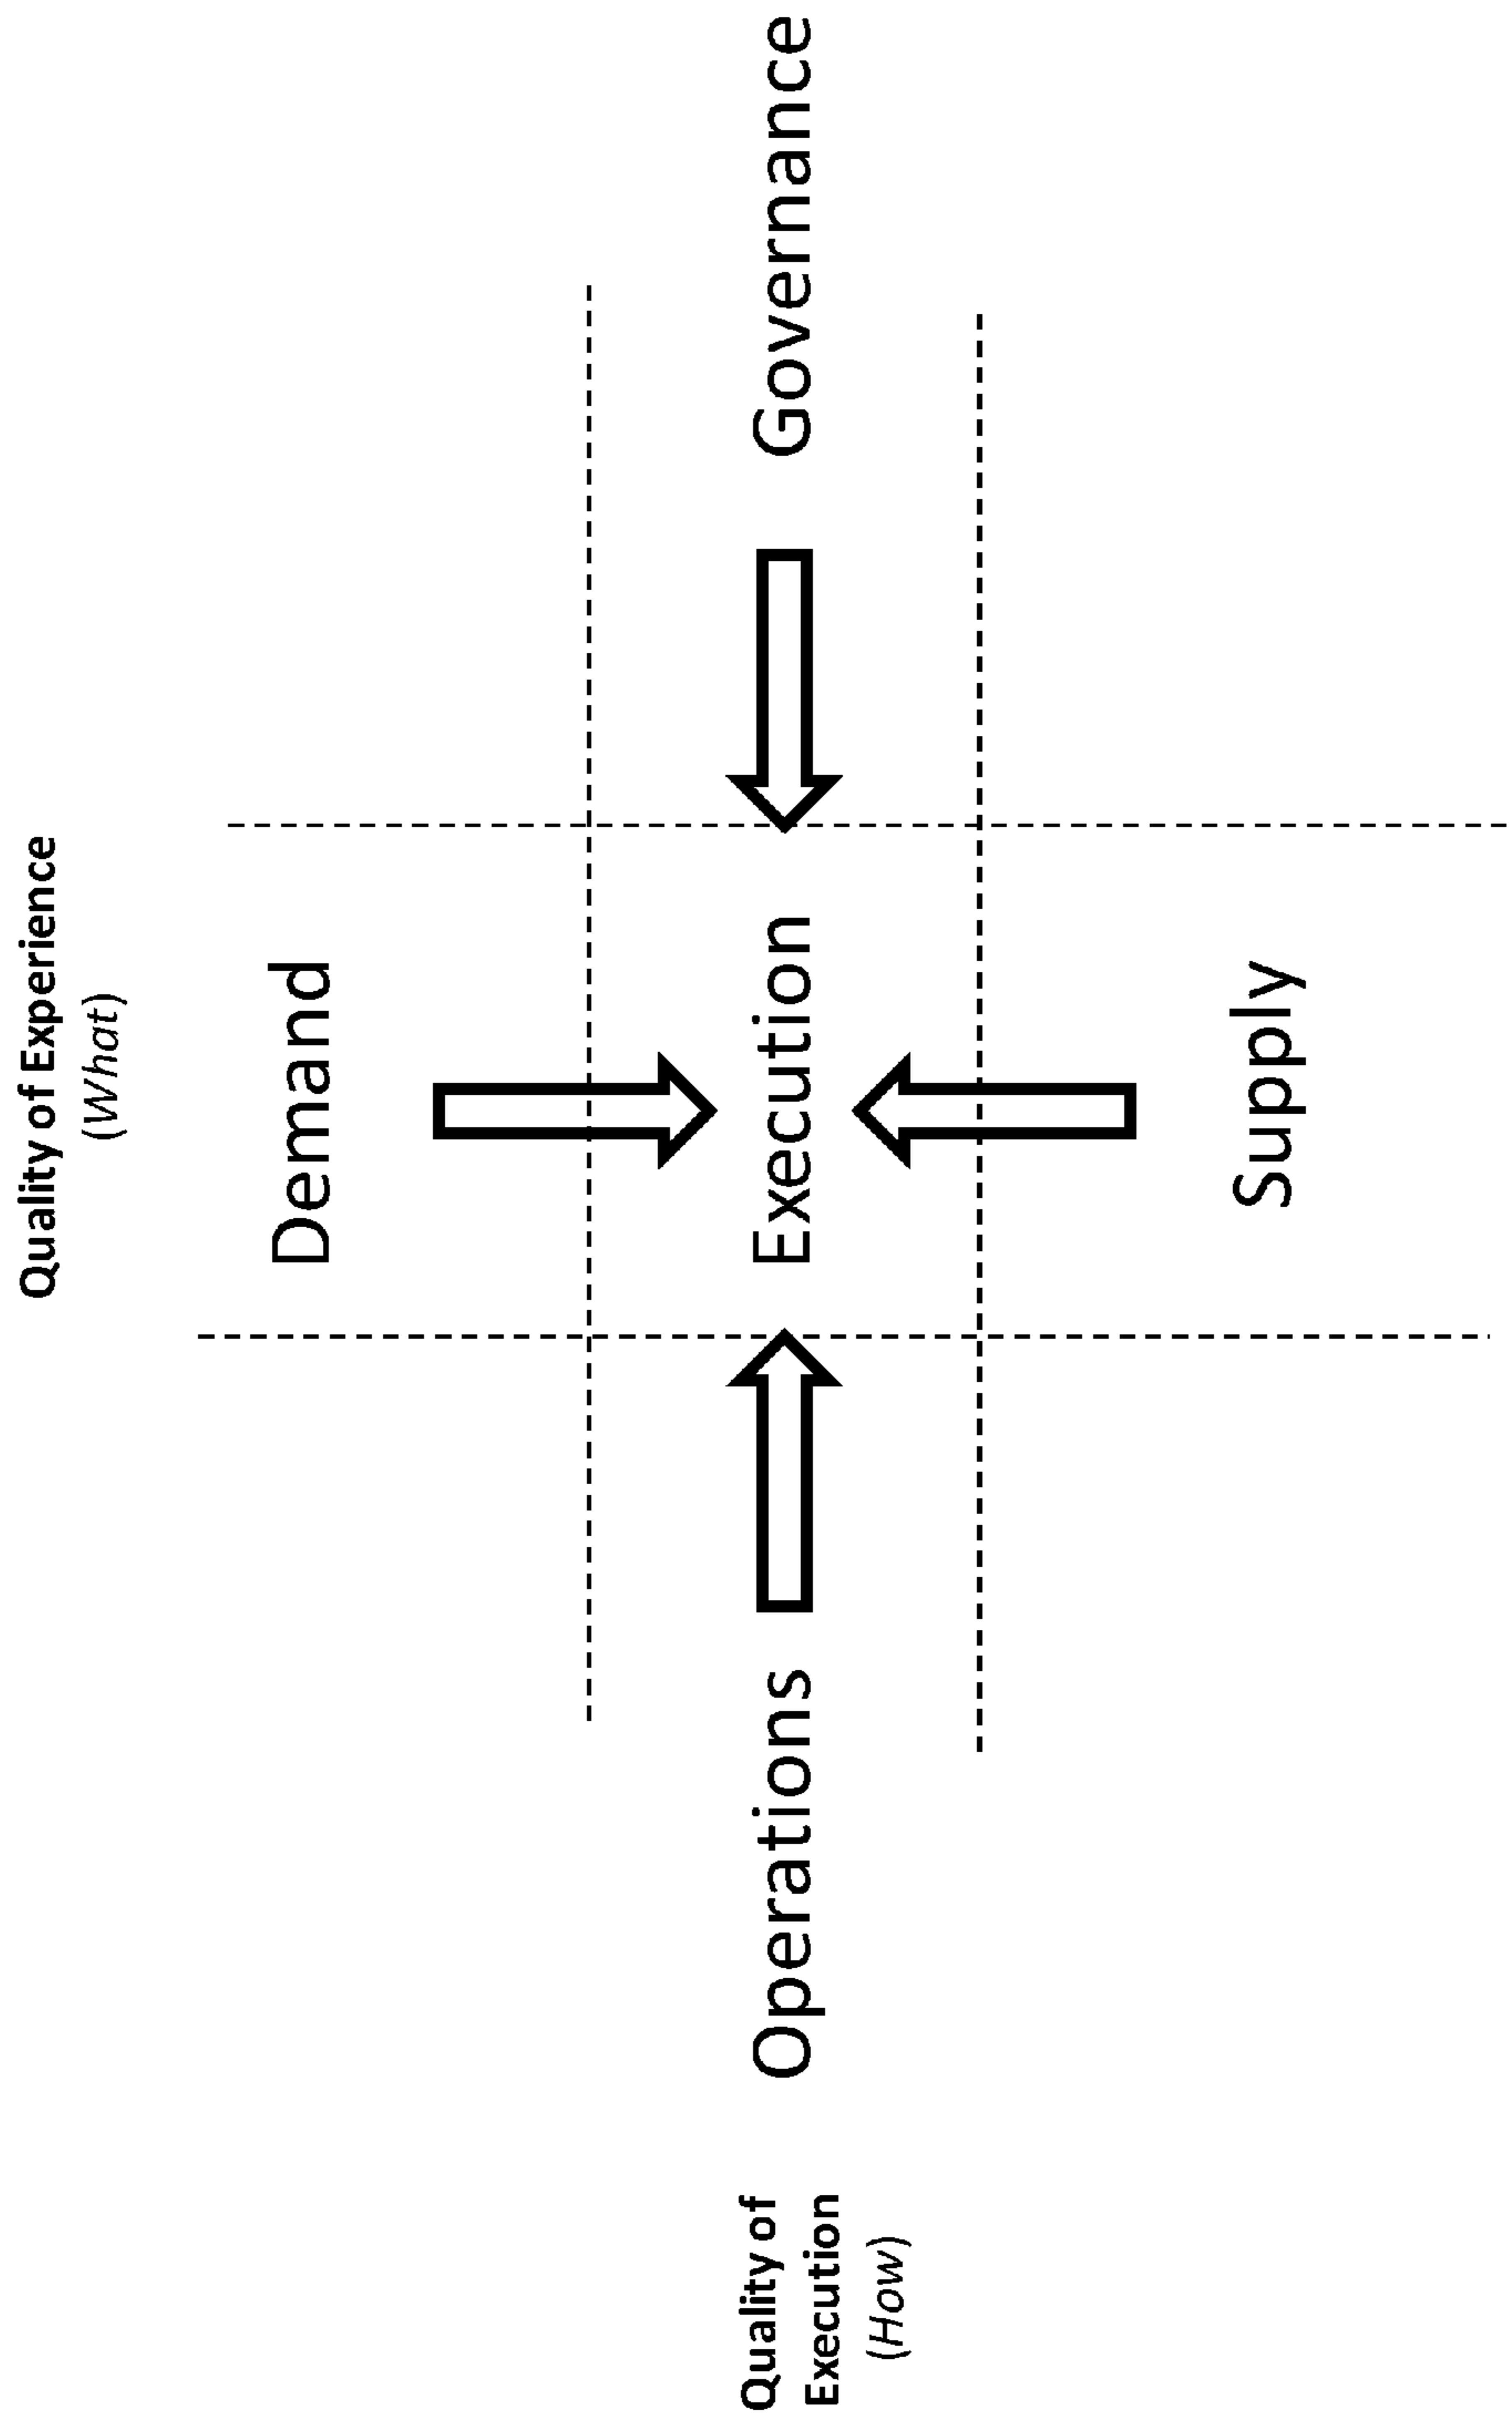 Quality of Experience
(What)
Demand
Quality of
Execution
(How)
Operations
Execution
Governance
Supply